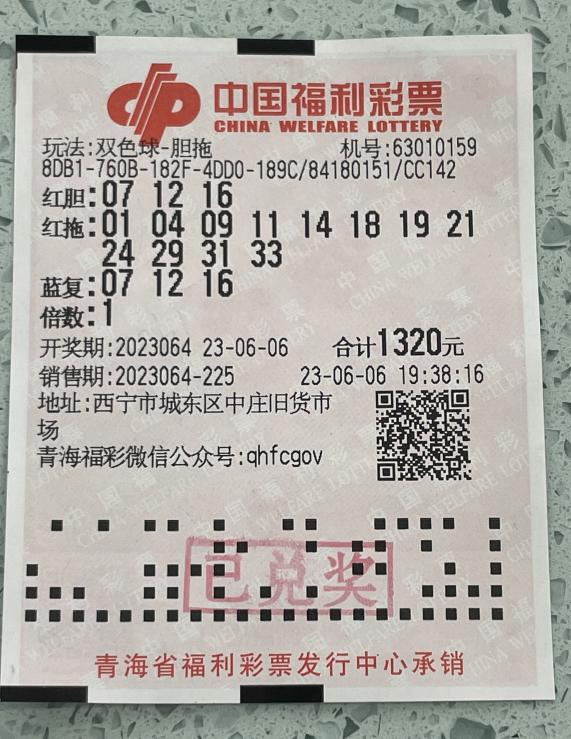 中国福利彩票
CHINA WELFARE LOTTERY
玩法:双色球-胆拖 机号:63010159
8DB1-760B-182F-4DD0-189C/84180151/CC142
红胆:07 12 16
红拖:01 04 09 11 14 18 19 21
24 29 31 33
蓝复:07 12 16
倍数:1
开奖期:2023064 23-06-06 合计1320元
销售期:2023064-225 23-06-06 19:38:16
地址:西宁市城东区中庄旧货市
场
青海福彩微信公众号:qhfcgov
已兑奖
青海省福利彩票发行中心承销